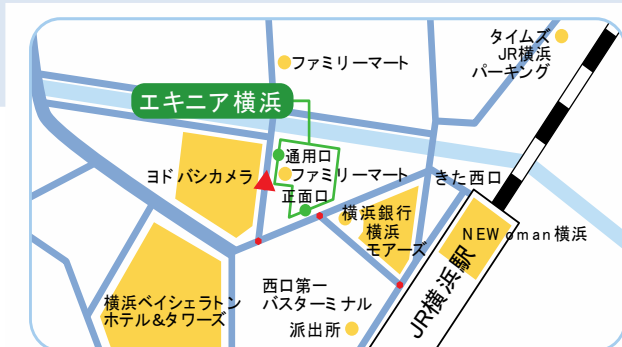 タイムズ
JR横浜
パーキング
ファミリーマート
エキニア横浜
通用口
ヨドバシカメラ
ファミリーマート
きた西口
正面口
横浜銀行
横浜
モアーズ
NEWoman横浜
JR横浜駅
西口第一
バスターミナル
横浜ベイシェラトン
ホテル&タワーズ
派出所